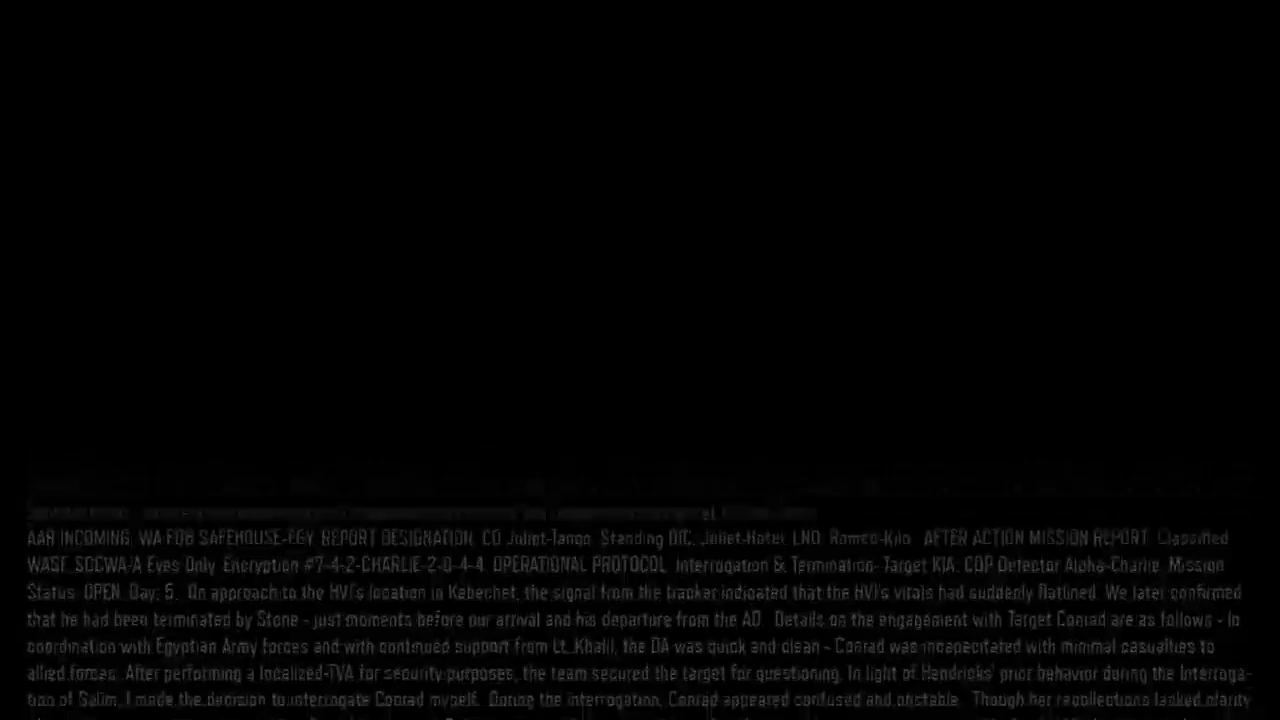 AAR INCOMING. WA FOB SAFEHOUSE-EGY. REPORT DESIGNATION. CO Juliet-Tango. Standing OIC. Juliet-Hotel LNO. Romeo-Kilo. AFTER ACTION MISSION REPORT. Classified
WASF SOCWA-A Eyes Only. Encryption #7-4-2-CHARLIE-2-0-4-4. OPERATIONAL PROTOCOL. Interrogation & Termination- Target KIA. CDP Defector Alpha-Charlie. Mission
Status. OPEN. Day: 5. On approach to the HVI's location in Kebechet, the signal from the tracker indicated that the HVI's vitals had suddenly flatlined. We later confirmed
that he had been terminated by Stone - just moments before our arrival and his departure from the AO. Details on the engagement with Target Conrad are as follows - In
coordination with Egyptian Army forces and with continued support from Lt. Khalil, the DA was quick and clean - Conrad was incapacitated with minimal casualties to
allied forces. After performing a localized-TVA for security purposes, the team secured the target for questioning. In light of Hendricks' prior behavior during the Interroga-
tion of Salim, I made the decision to interrogate Conrad myself. During the interrogation, Conrad appeared confused and unstable. Though her recollections lacked clarity